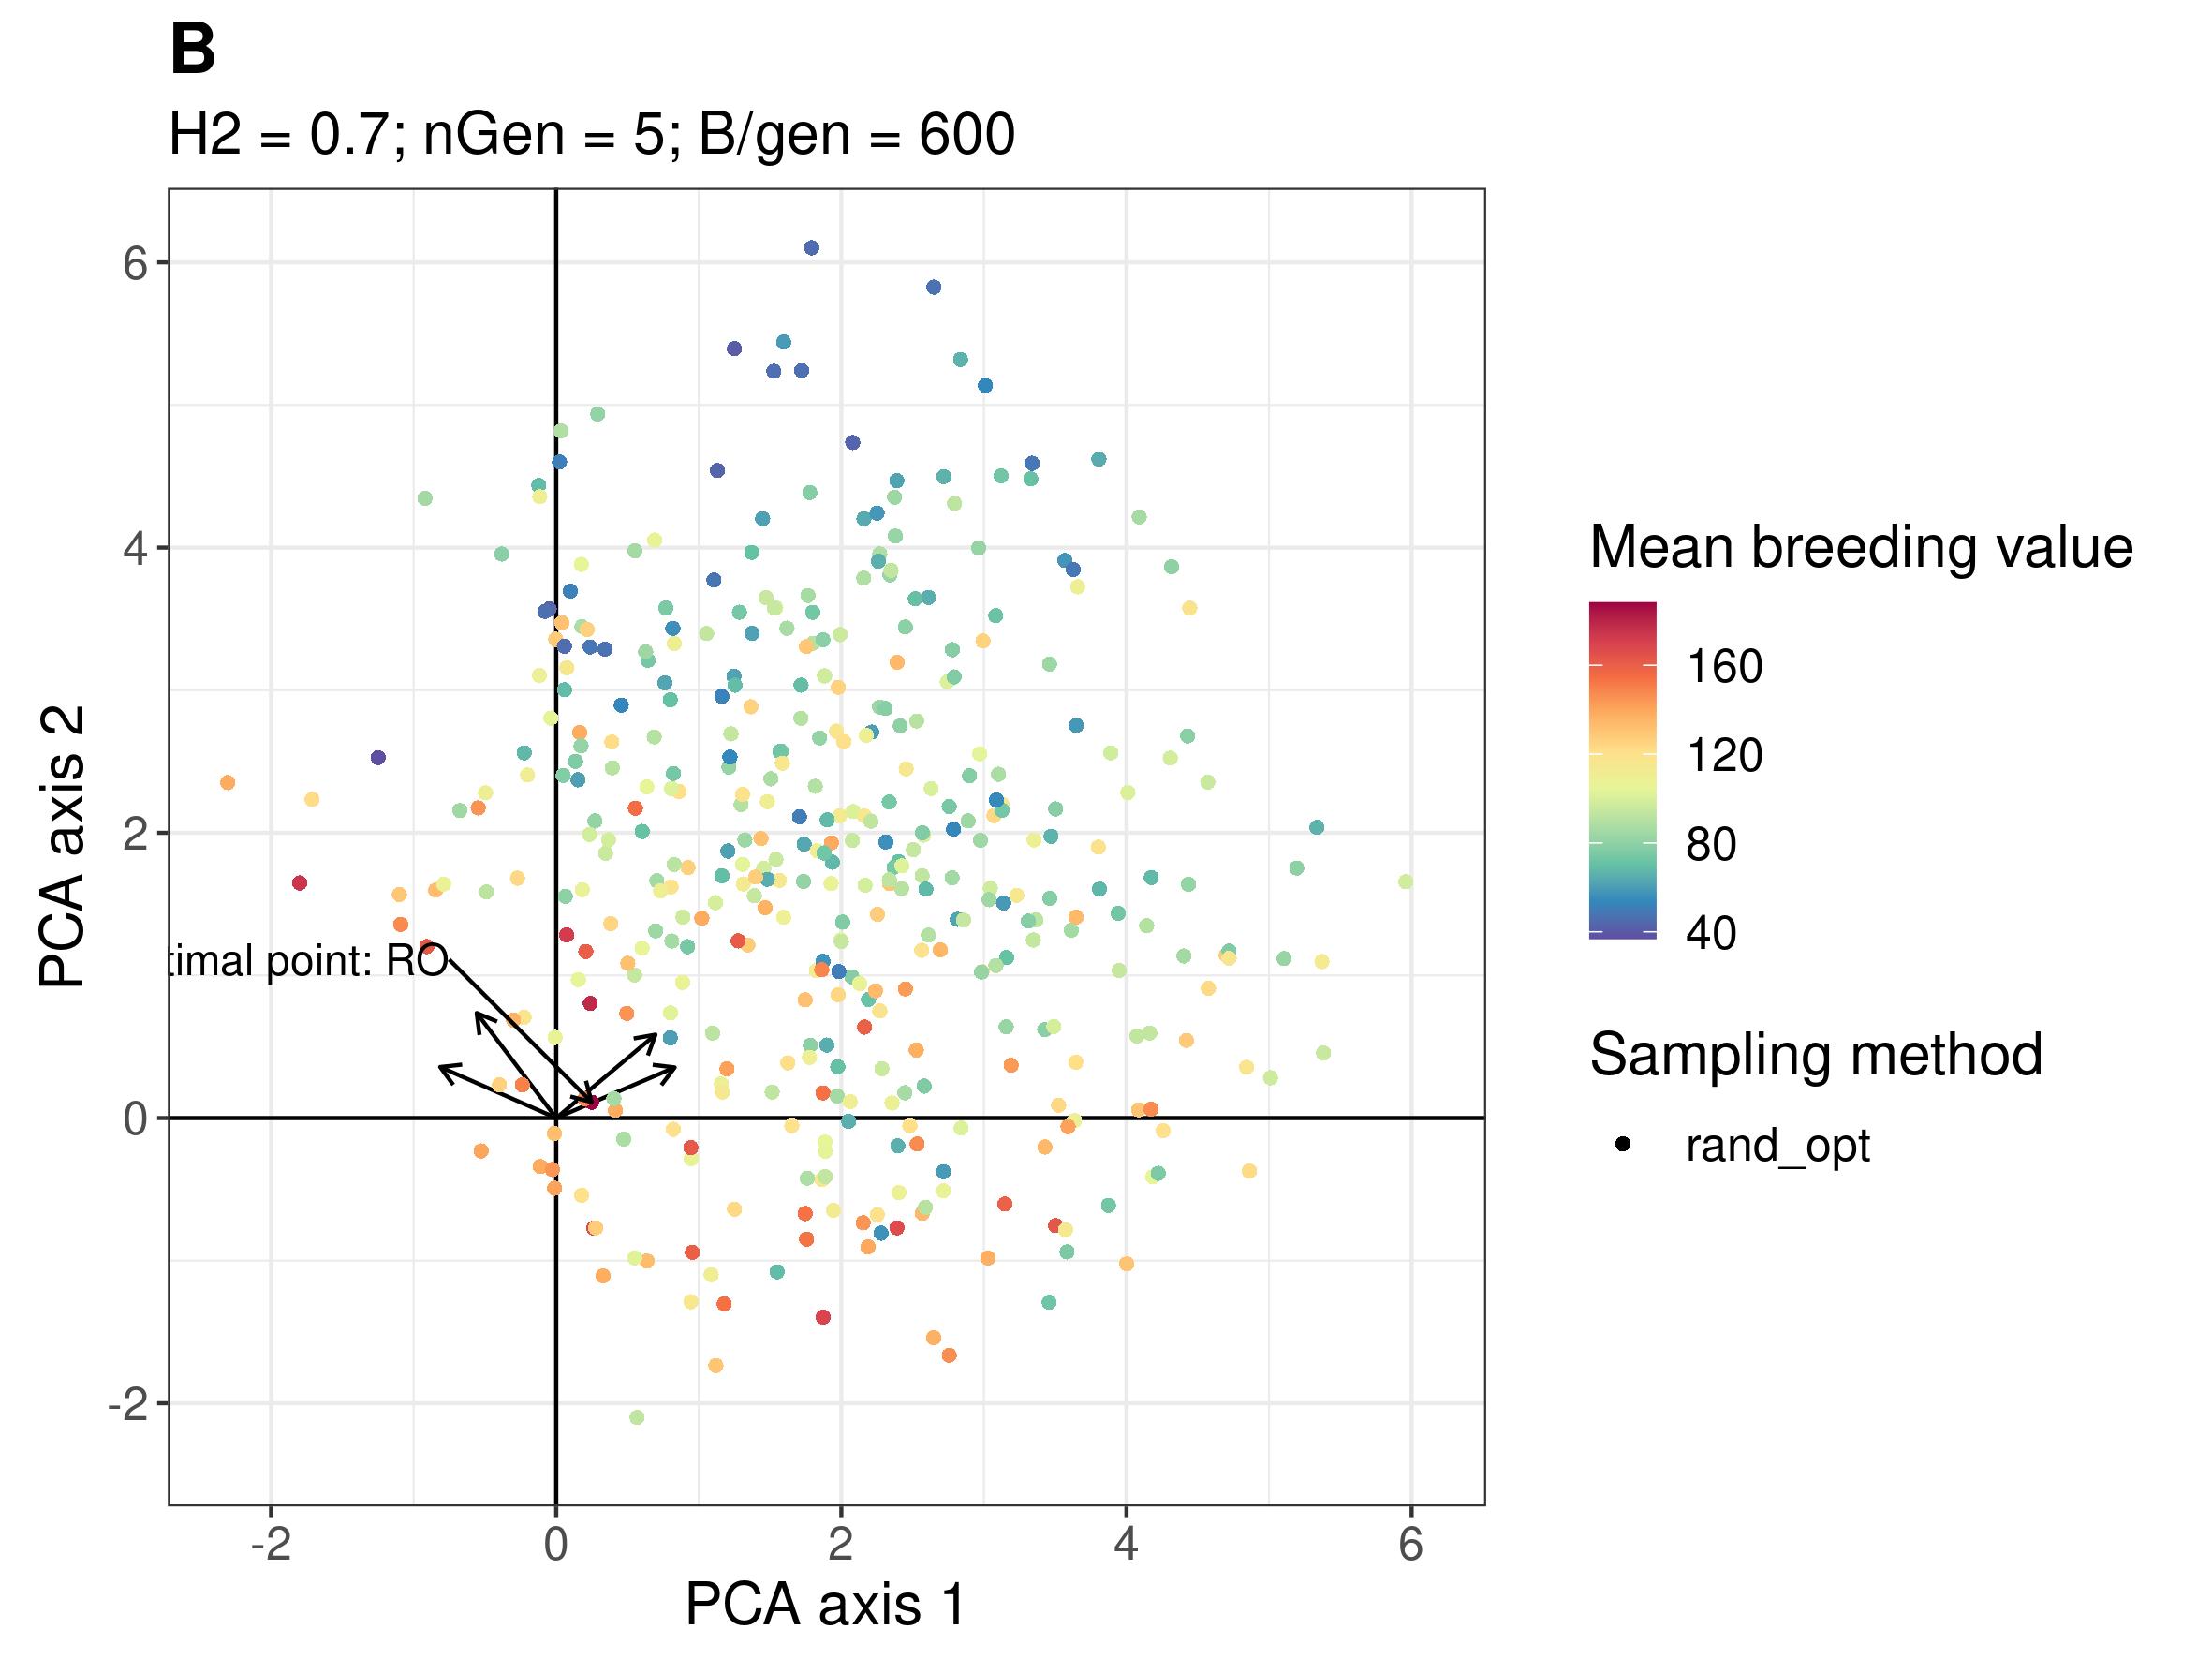 B
H2 = 0.7; nGen = 5; B/gen = 600
6
4
2
0
-2
PCA axis 2
timal point: RO
-2
0
2
4
6
PCA axis 1
Mean breeding value
160
120
80
40
Sampling method
rand_opt